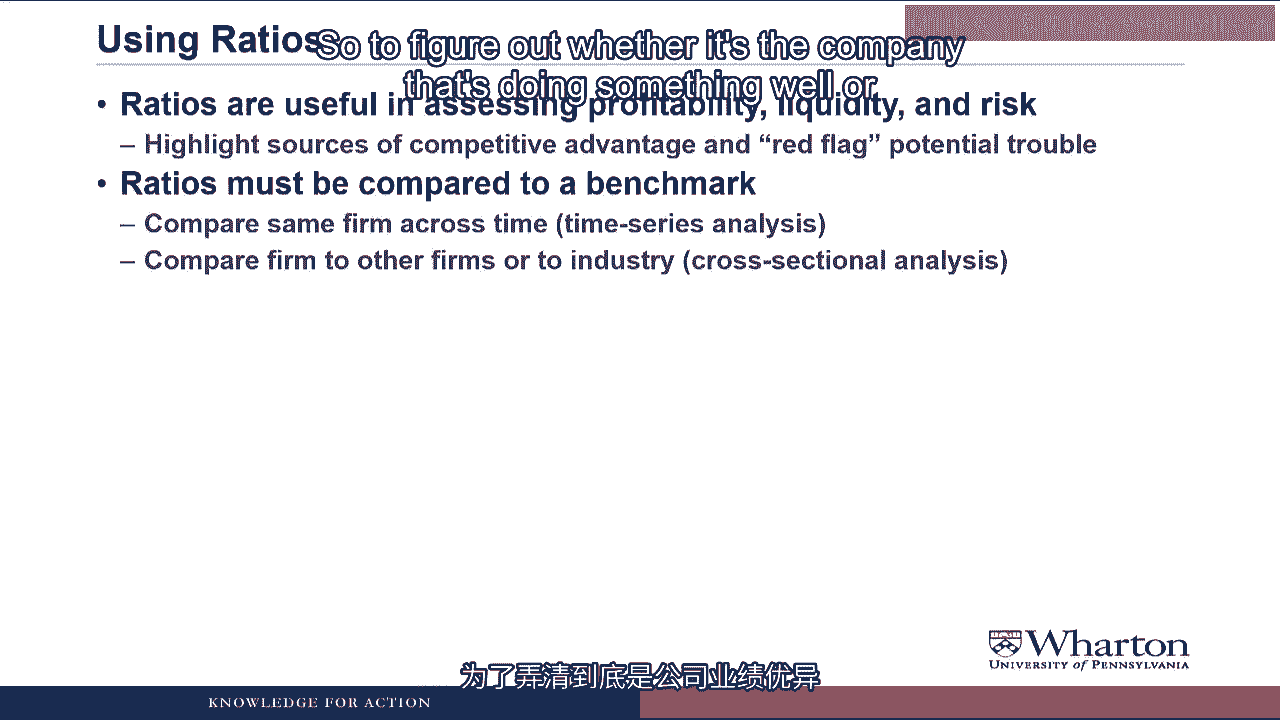 Using Ratios
So to figure out whether it's the company
that's doing something well or
• Ratios are useful in assessing profitability, liquidity, and risk
– Highlight sources of competitive advantage and “red flag” potential trouble
• Ratios must be compared to a benchmark
– Compare same firm across time (time-series analysis)
– Compare firm to other firms or to industry (cross-sectional analysis)
Wharton
UNIVERSITY of PENNSYLVANIA
为了弄清到底是公司业绩优异
KNOWLEDGE FOR ACTION